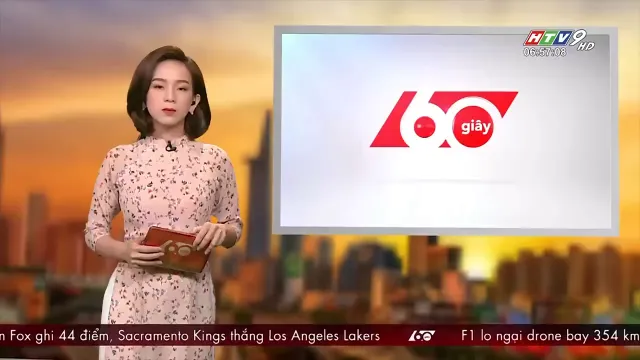 HTV9 HD
06:57:08
60 giây
n Fox ghi 44 điểm, Sacramento Kings thắng Los Angeles Lakers 60 F1 lo ngại drone bay 354 km